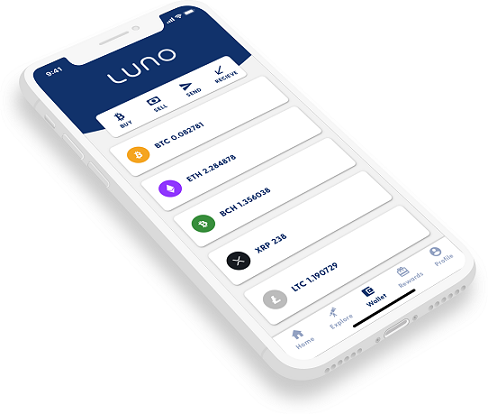 9:41
LUNO
BUY
SELL
SEND
RECIEVE
BTC 0.082781
ETH 2.284878
BCH 1.356038
XRP 238
LTC 1.190729
Home
Explore
Wallet
Rewards
Profile